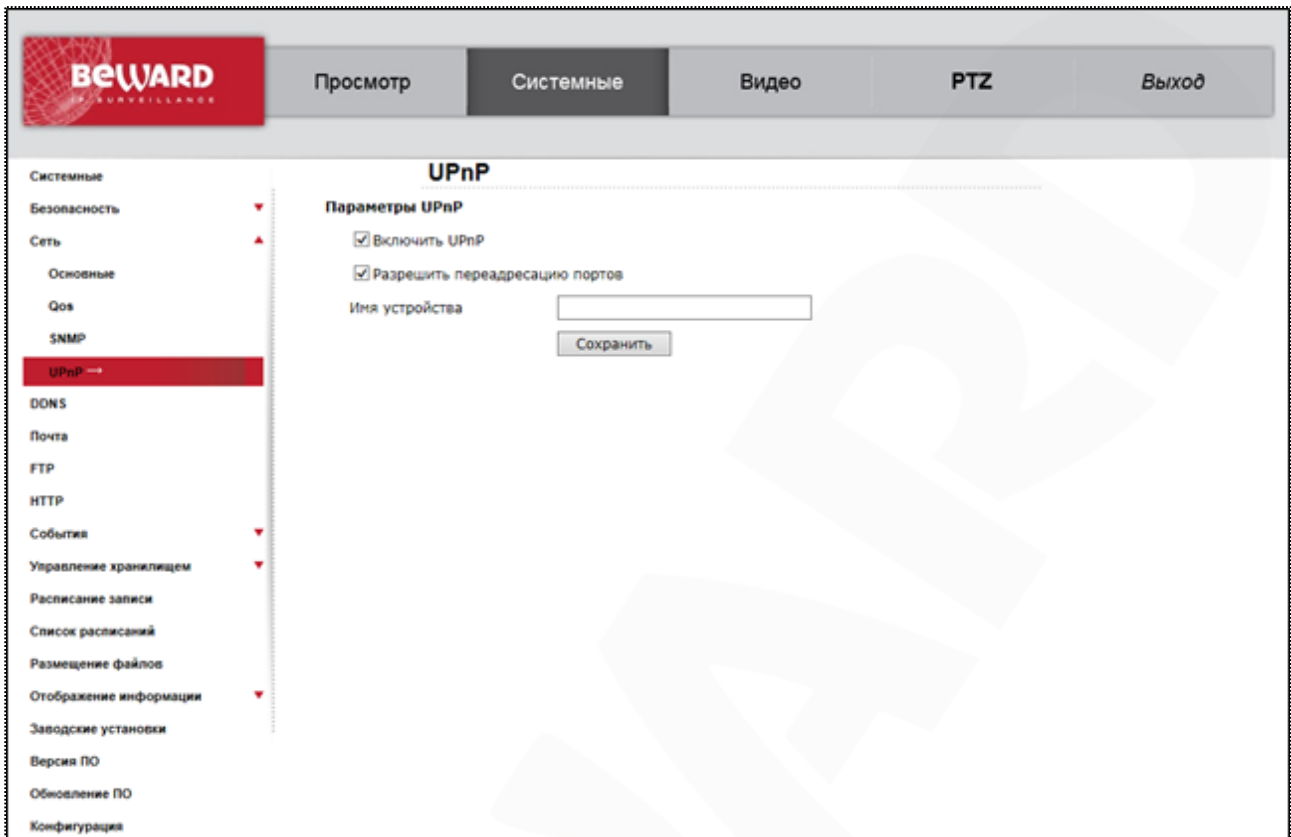 BEWARD
IP SURVEILLANCE
Просмотр
Системные
Видео
PTZ
Выход
UPnP
Системные
Безопасность
Сеть
Основные
Qos
SNMP
UPnP →
DDNS
Почта
FTP
HTTP
События
Управление хранилищем
Расписание записи
Список расписаний
Размещение файлов
Отображение информации
Заводские установки
Версия ПО
Обновление ПО
Конфигурация
Параметры UPnP
Включить UPnP
Разрешить переадресацию портов
Имя устройства
Сохранить